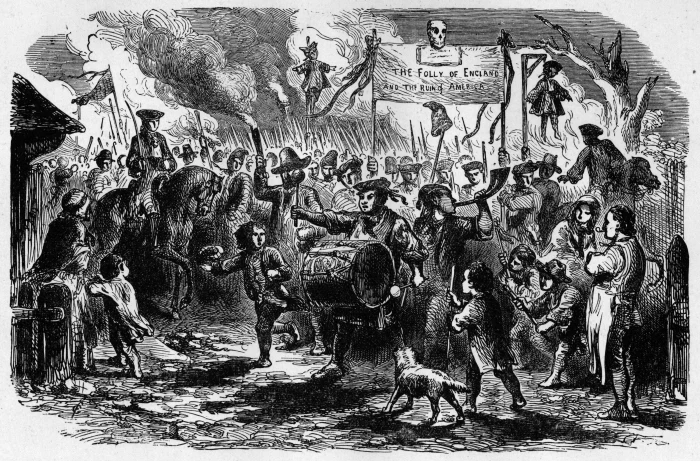 THE FOLLY OF ENGLAND
AND THE RUIN OF AMERICA